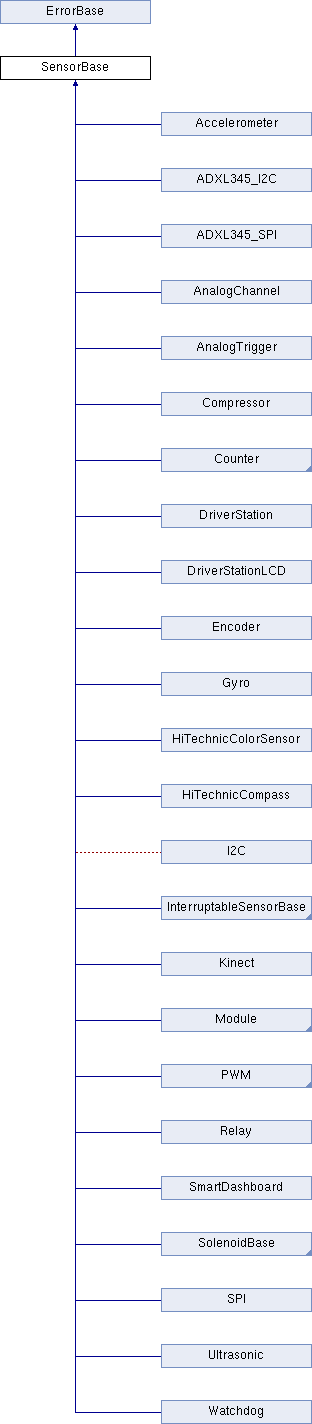 ErrorBase
SensorBase
Accelerometer
ADXL345_I2C
ADXL345_SPI
AnalogChannel
AnalogTrigger
Compressor
Counter
DriverStation
DriverStationLCD
Encoder
Gyro
HiTechnicColorSensor
HiTechnicCompass
I2C
InterruptableSensorBase
Kinect
Module
PWM
Relay
SmartDashboard
SolenoidBase
SPI
Ultrasonic
Watchdog